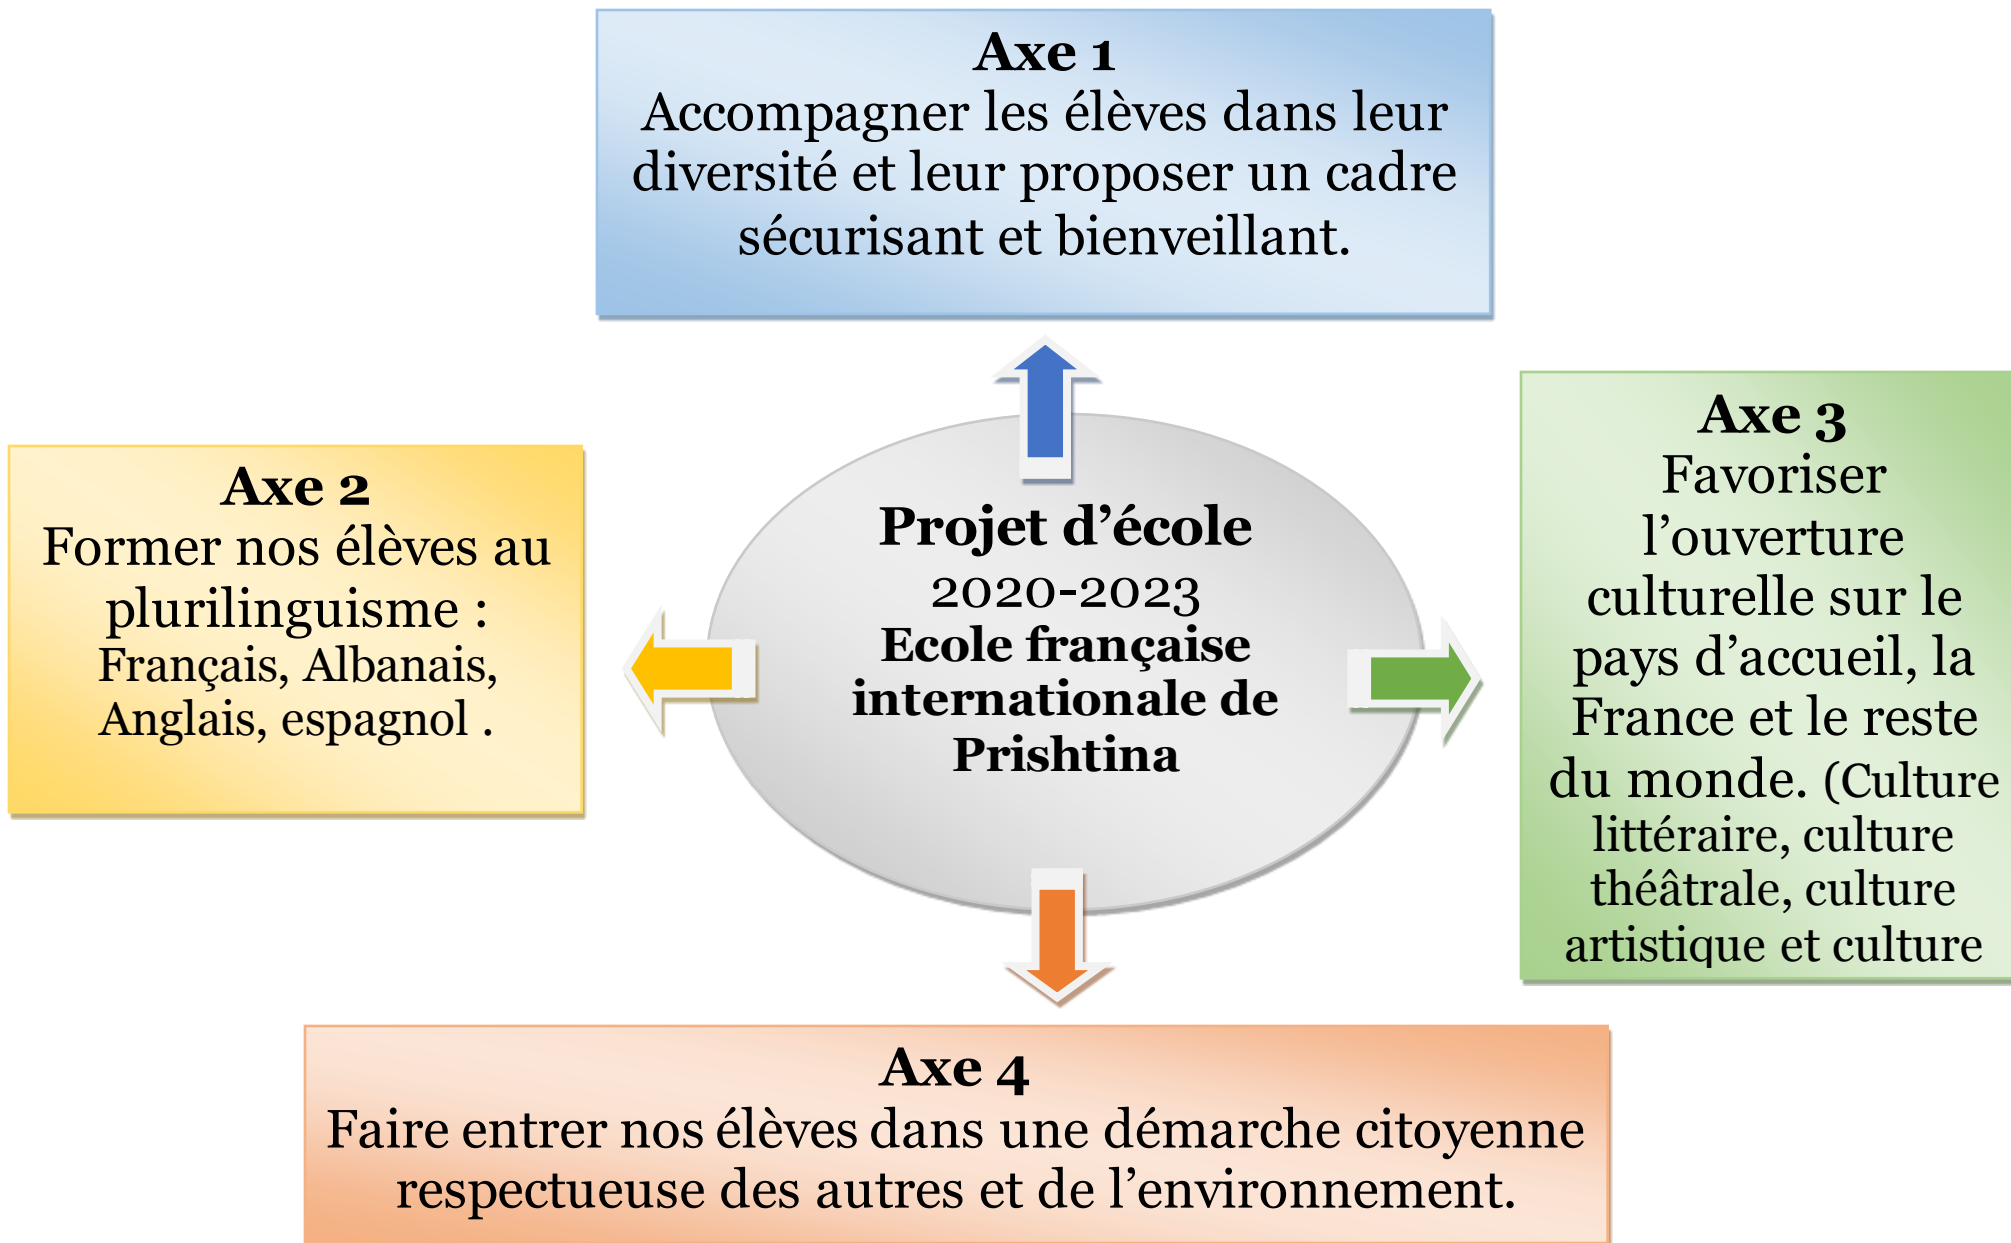 Axe 1
Accompagner les élèves dans leur
diversité et leur proposer un cadre
sécurisant et bienveillant.
Axe 2
Former nos élèves au
plurilinguisme :
Français, Albanais,
Anglais, espagnol .
Projet d’école
2020-2023
Ecole française
internationale de
Prishtina
Axe 3
Favoriser
l’ouverture
culturelle sur le
pays d’accueil, la
France et le reste
du monde. (Culture
littéraire, culture
théâtrale, culture
artistique et culture
Axe 4
Faire entrer nos élèves dans une démarche citoyenne
respectueuse des autres et de l’environnement.